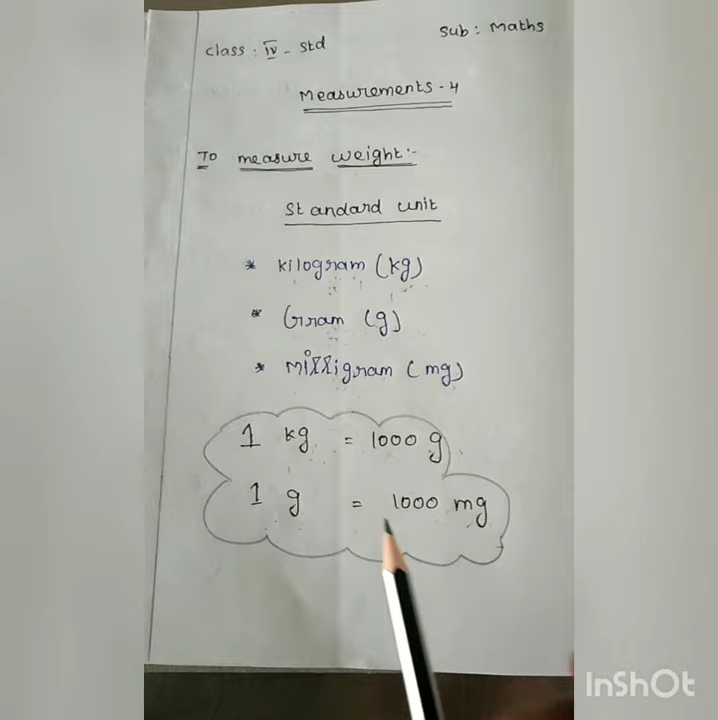 Class : IV - Std
Sub : Maths
Measurements - 4
To measure weight :-
Standard unit
* Kilogram (kg)
* Gram (g)
* Milligram (mg)
1 kg = 1000 g
1 g = 1000 mg
InShOt